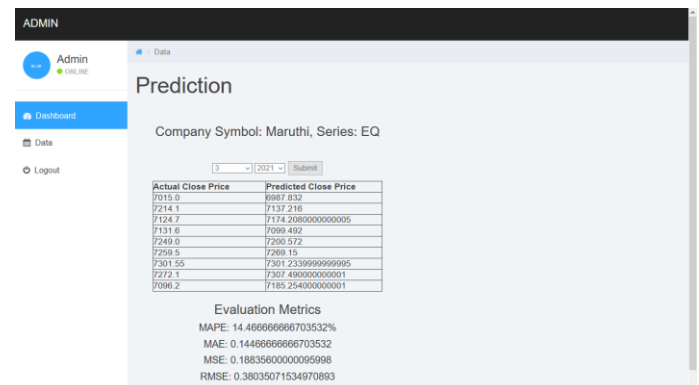 ADMIN
Admin
ONLINE
/ Data
Prediction
Dashboard
Data
Logout
Company Symbol: Maruthi, Series: EQ
3 2021 Submit
Actual Close Price Predicted Close Price
7015.0 6987.832
7214.1 7137.216
7124.7 7174.2080000000005
7131.6 7099.492
7249.0 7200.572
7259.5 7269.15
7301.55 7301.2339999999995
7272.1 7307.490000000001
7096.2 7185.254000000001
Evaluation Metrics
MAPE: 14.466666666703532%
MAE: 0.14466666666703532
MSE: 0.18835600000095998
RMSE: 0.38035071534970893